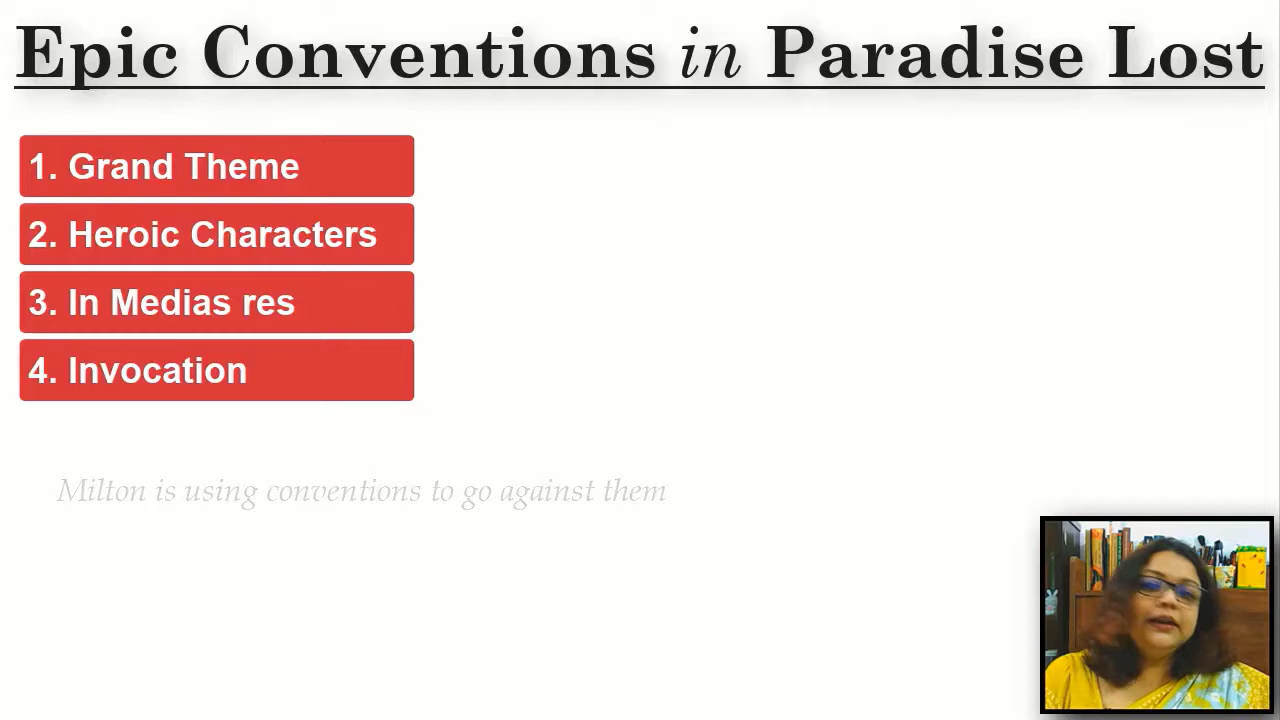 Epic Conventions in Paradise Lost
1. Grand Theme
2. Heroic Characters
3. In Medias res
4. Invocation
Milton is using conventions to go against them